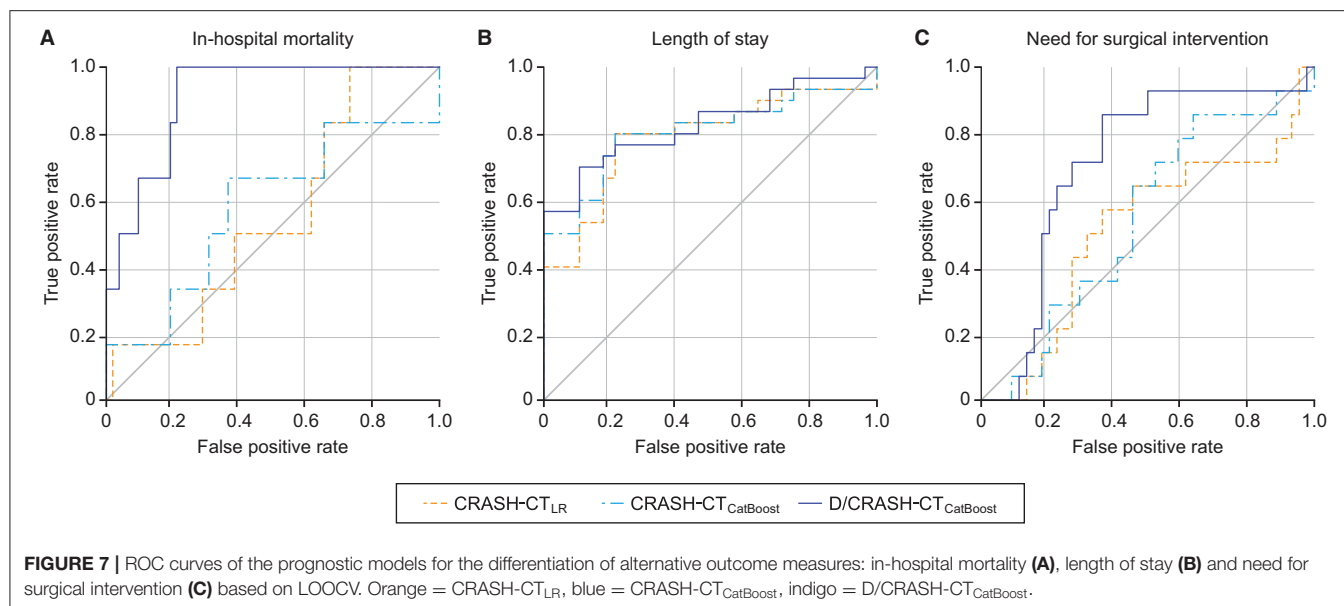 A
In-hospital mortality
1.0
0.8
0.6
0.4
0.2
0
True positive rate
0 0.2 0.4 0.6 0.8 1.0
False positive rate
B
Length of stay
1.0
0.8
0.6
0.4
0.2
0
True positive rate
0 0.2 0.4 0.6 0.8 1.0
False positive rate
C
Need for surgical intervention
1.0
0.8
0.6
0.4
0.2
0
True positive rate
0 0.2 0.4 0.6 0.8 1.0
False positive rate
CRASH-CTLR CRASH-CTCatBoost D/CRASH-CTCatBoost
FIGURE 7 | ROC curves of the prognostic models for the differentiation of alternative outcome measures: in-hospital mortality (A), length of stay (B) and need for
surgical intervention (C) based on LOOCV. Orange = CRASH-CTLR, blue = CRASH-CTCatBoost, indigo = D/CRASH-CTCatBoost.